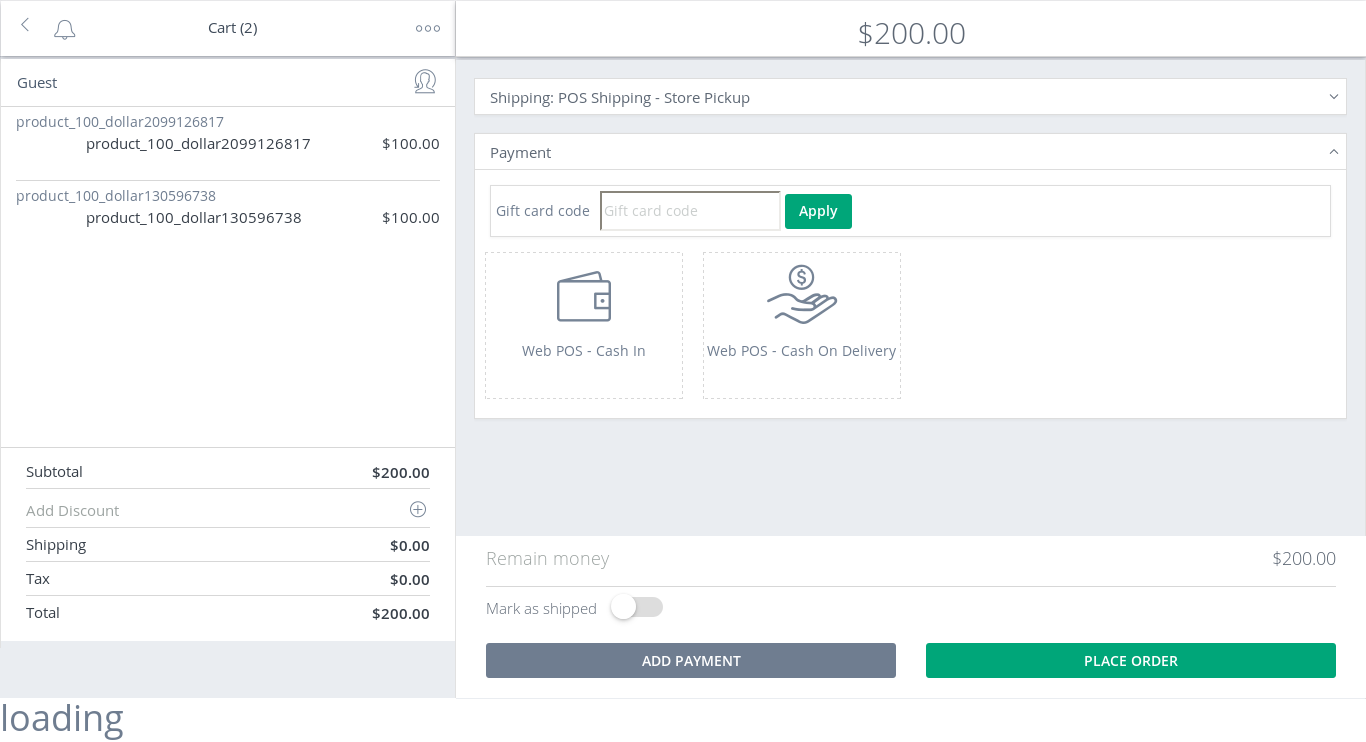 Cart (2)
$200.00
Guest
product_100_dollar2099126817
product_100_dollar2099126817 $100.00
product_100_dollar130596738
product_100_dollar130596738 $100.00
Subtotal $200.00
Add Discount
Shipping $0.00
Tax $0.00
Total $200.00
Shipping: POS Shipping - Store Pickup
Payment
Gift card code Gift card code Apply
Web POS - Cash In Web POS - Cash On Delivery
Remain money $200.00
Mark as shipped
ADD PAYMENT PLACE ORDER
loading